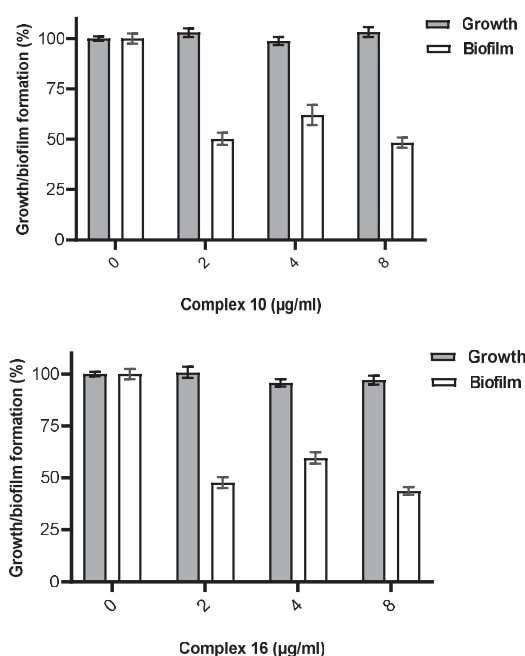 Growth/biofilm formation (%)
100
75
50
25
0
Growth
Biofilm
0
2
4
8
Complex 10 (µg/ml)
Growth/biofilm formation (%)
100
75
50
25
0
Growth
Biofilm
0
2
4
8
Complex 16 (µg/ml)